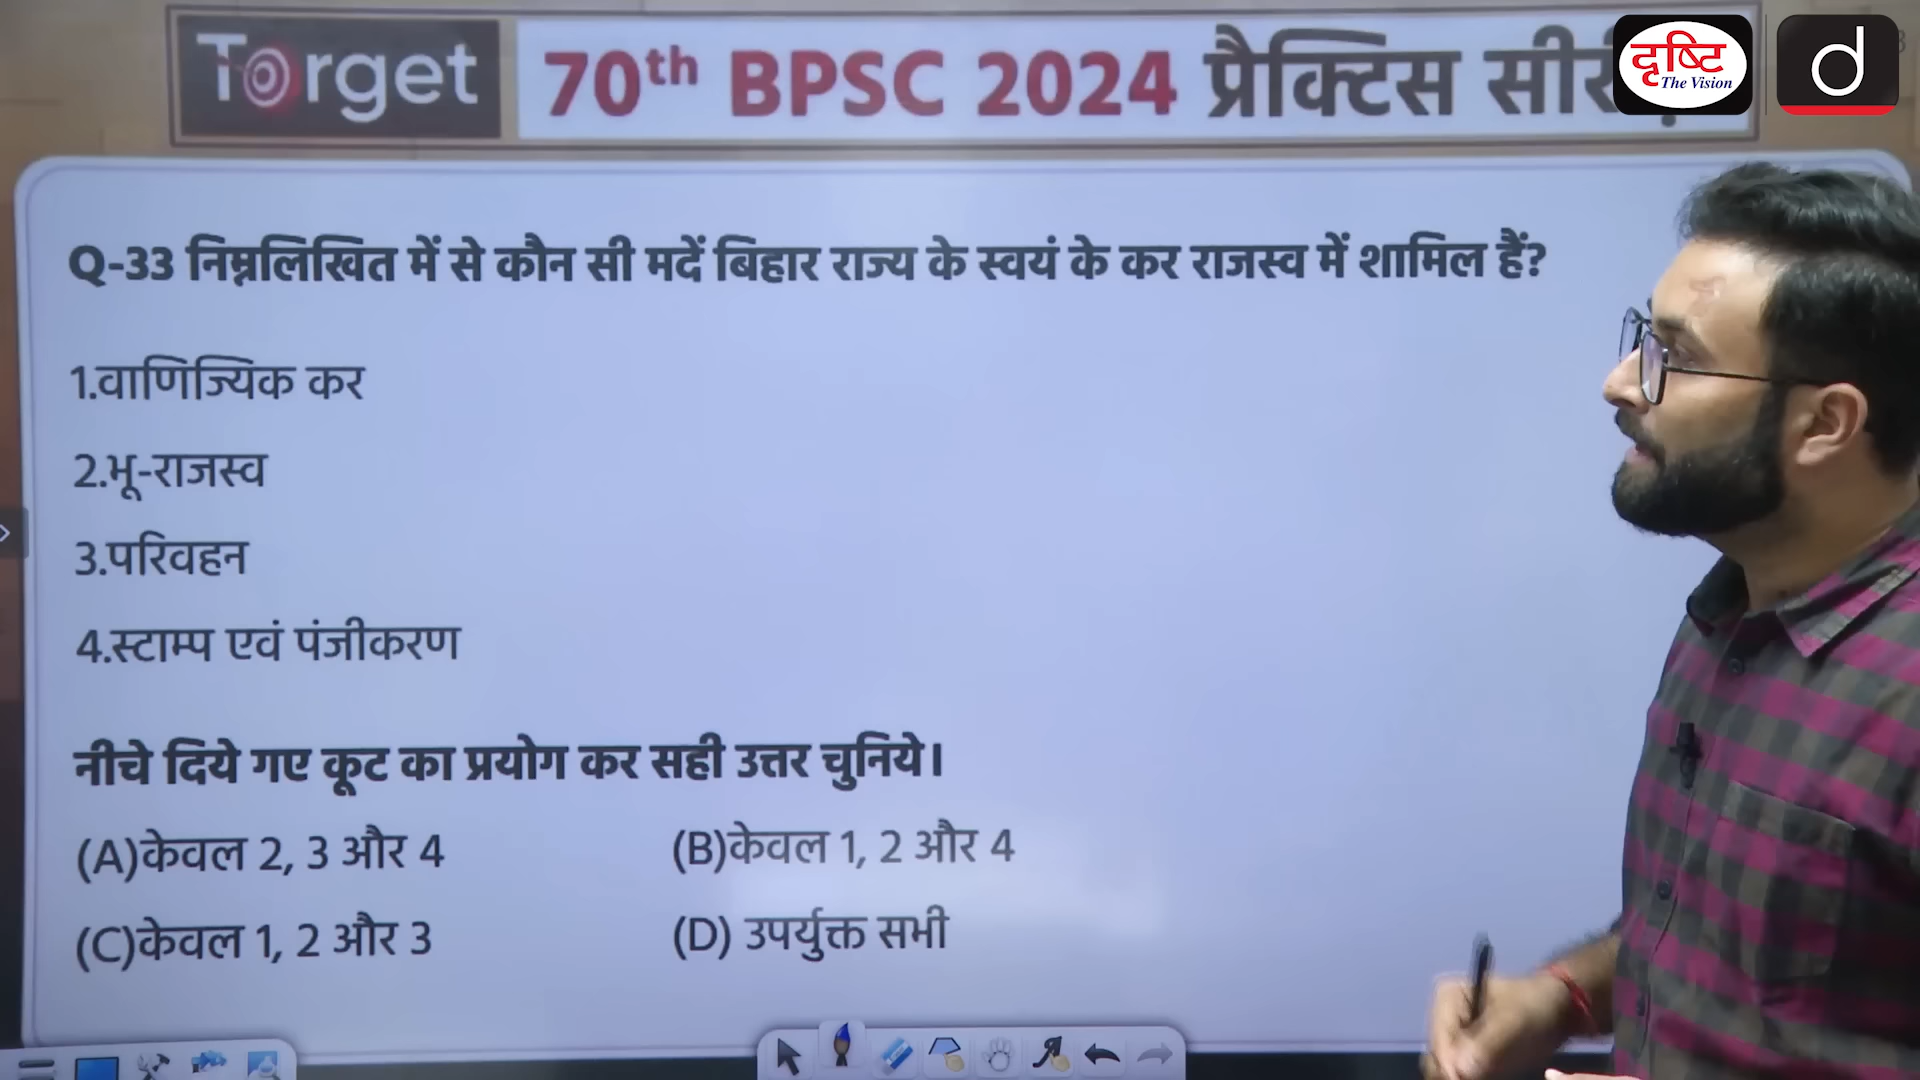 Target
70th BPSC 2024 प्रैक्टिस
दृष्टि
The Vision
d
Q-33 निम्नलिखित में से कौन सी मदें बिहार राज्य के स्वयं के कर राजस्व में शामिल हैं?
1.वाणिज्यिक कर
2.भू-राजस्व
3.परिवहन
4.स्टाम्प एवं पंजीकरण
नीचे दिये गए कूट का प्रयोग कर सही उत्तर चुनिये।
(A)केवल 2, 3 और 4
(B)केवल 1, 2 और 4
(C)केवल 1, 2 और 3
(D) उपर्युक्त सभी